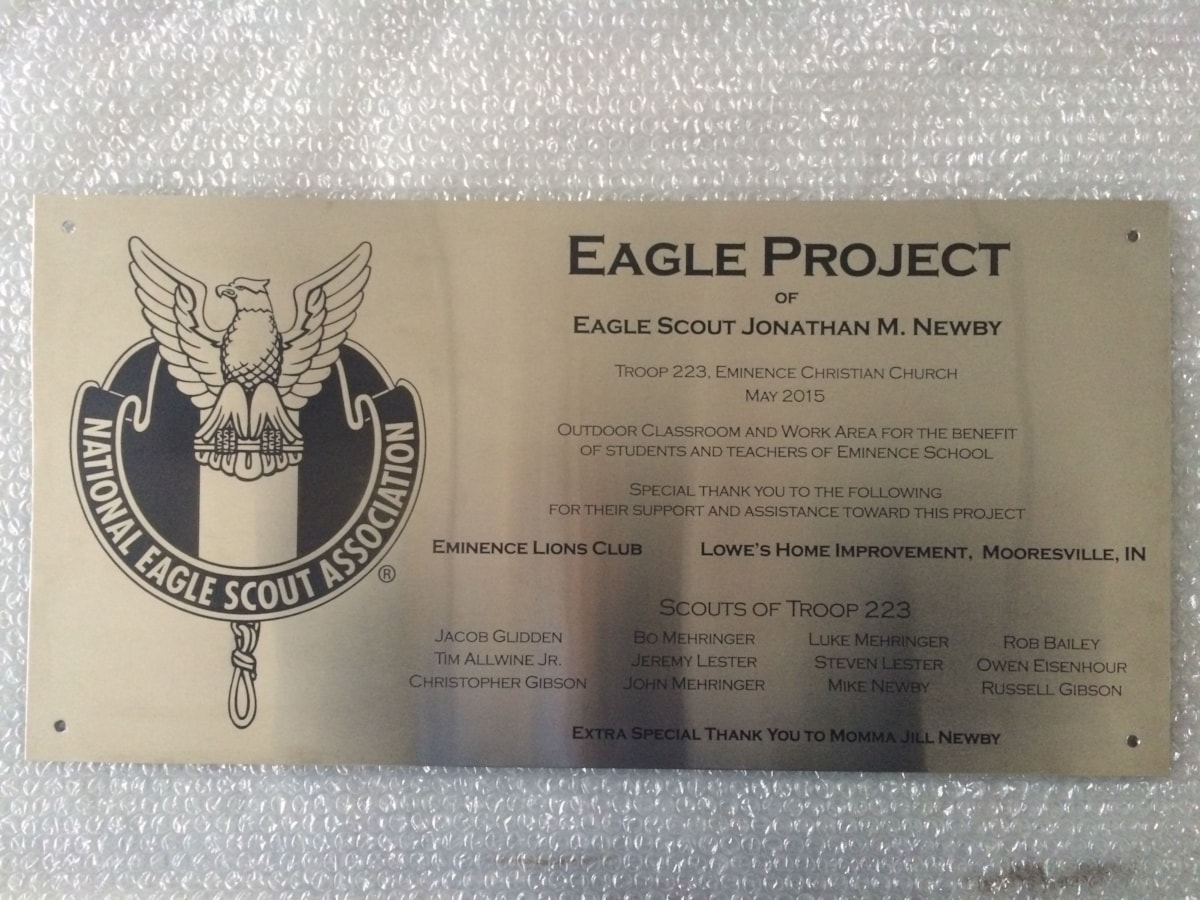 EAGLE PROJECT
OF
EAGLE SCOUT JONATHAN M. NEWBY
TROOP 223, EMINENCE CHRISTIAN CHURCH
MAY 2015
OUTDOOR CLASSROOM AND WORK AREA FOR THE BENEFIT
OF STUDENTS AND TEACHERS OF EMINENCE SCHOOL
SPECIAL THANK YOU TO THE FOLLOWING
FOR THEIR SUPPORT AND ASSISTANCE TOWARD THIS PROJECT
EMINENCE LIONS CLUB LOWE'S HOME IMPROVEMENT, MOORESVILLE, IN
SCOUTS OF TROOP 223
JACOB GLIDDEN BO MEHRINGER LUKE MEHRINGER ROB BAILEY
TIM ALLWINE JR. JEREMY LESTER STEVEN LESTER OWEN EISENHOUR
CHRISTOPHER GIBSON JOHN MEHRINGER MIKE NEWBY RUSSELL GIBSON
EXTRA SPECIAL THANK YOU TO MOMMA JILL NEWBY
NATIONAL EAGLE SCOUT ASSOCIATION ®